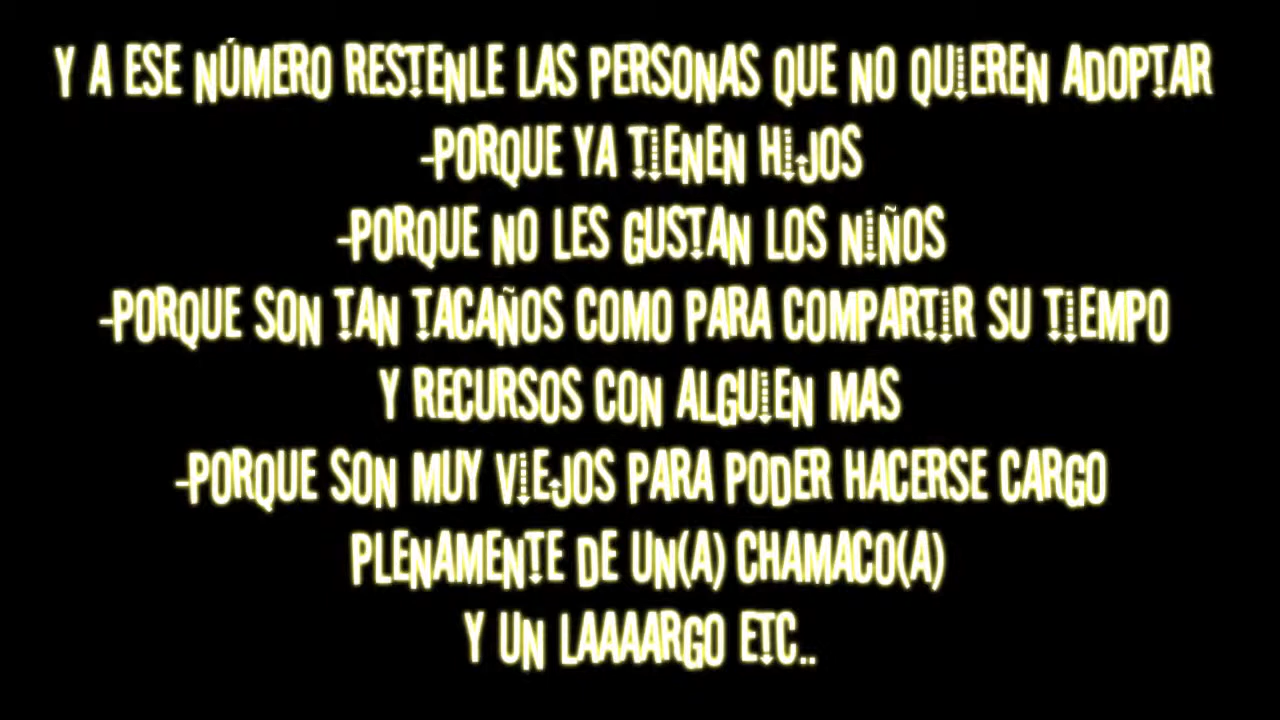 Y A ESE NÚMERO RESTENLE LAS PERSONAS QUE NO QUIEREN ADOPTAR
-PORQUE YA TIENEN HIJOS
-PORQUE NO LES GUSTAN LOS NIÑOS
-PORQUE SON TAN TACAÑOS COMO PARA COMPARTIR SU TIEMPO
Y RECURSOS CON ALGUIEN MAS
-PORQUE SON MUY VIEJOS PARA PODER HACERSE CARGO
PLENAMENTE DE UN(A) CHAMACO(A)
Y UN LAAAARGO ETC..